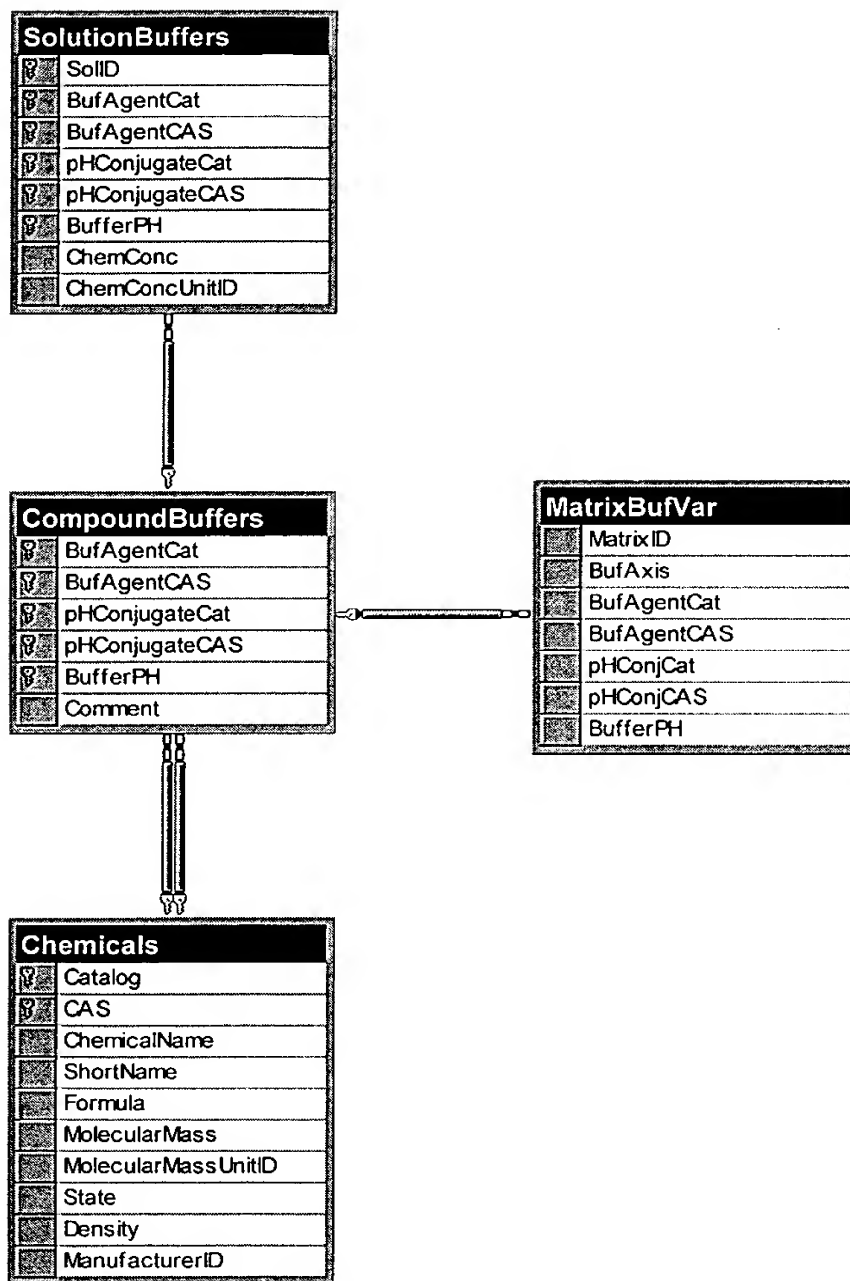 SolutionBuffers
SolID
BufAgentCat
BufAgentCAS
pHConjugateCat
pHConjugateCAS
BufferPH
ChemConc
ChemConcUnitID
CompoundBuffers
BufAgentCat
BufAgentCAS
pHConjugateCat
pHConjugateCAS
BufferPH
Comment
MatrixBufVar
MatrixID
BufAxis
BufAgentCat
BufAgentCAS
pHConjCat
pHConjCAS
BufferPH
Chemicals
Catalog
CAS
ChemicalName
ShortName
Formula
MolecularMass
MolecularMassUnitID
State
Density
ManufacturerID